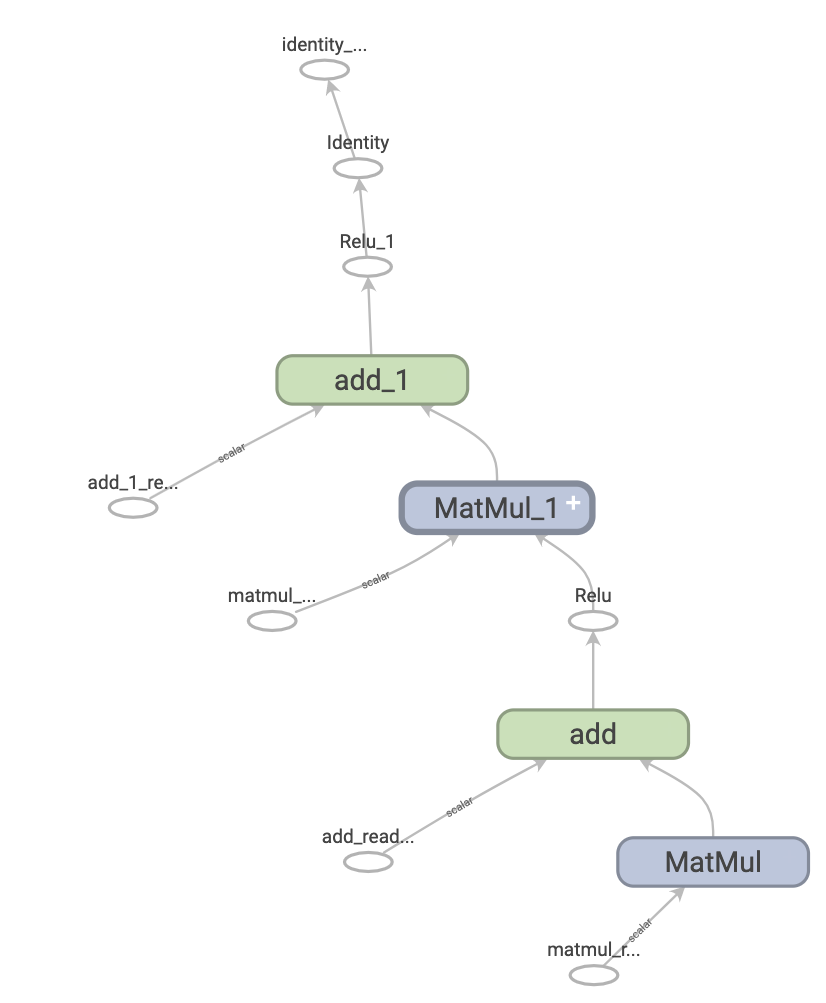 identity_...
Identity
Relu_1
add_1
scalar
add_1_re...
MatMul_1 +
scalar
matmul_...
Relu
add
scalar
add_read...
MatMul
scalar
matmul_r...